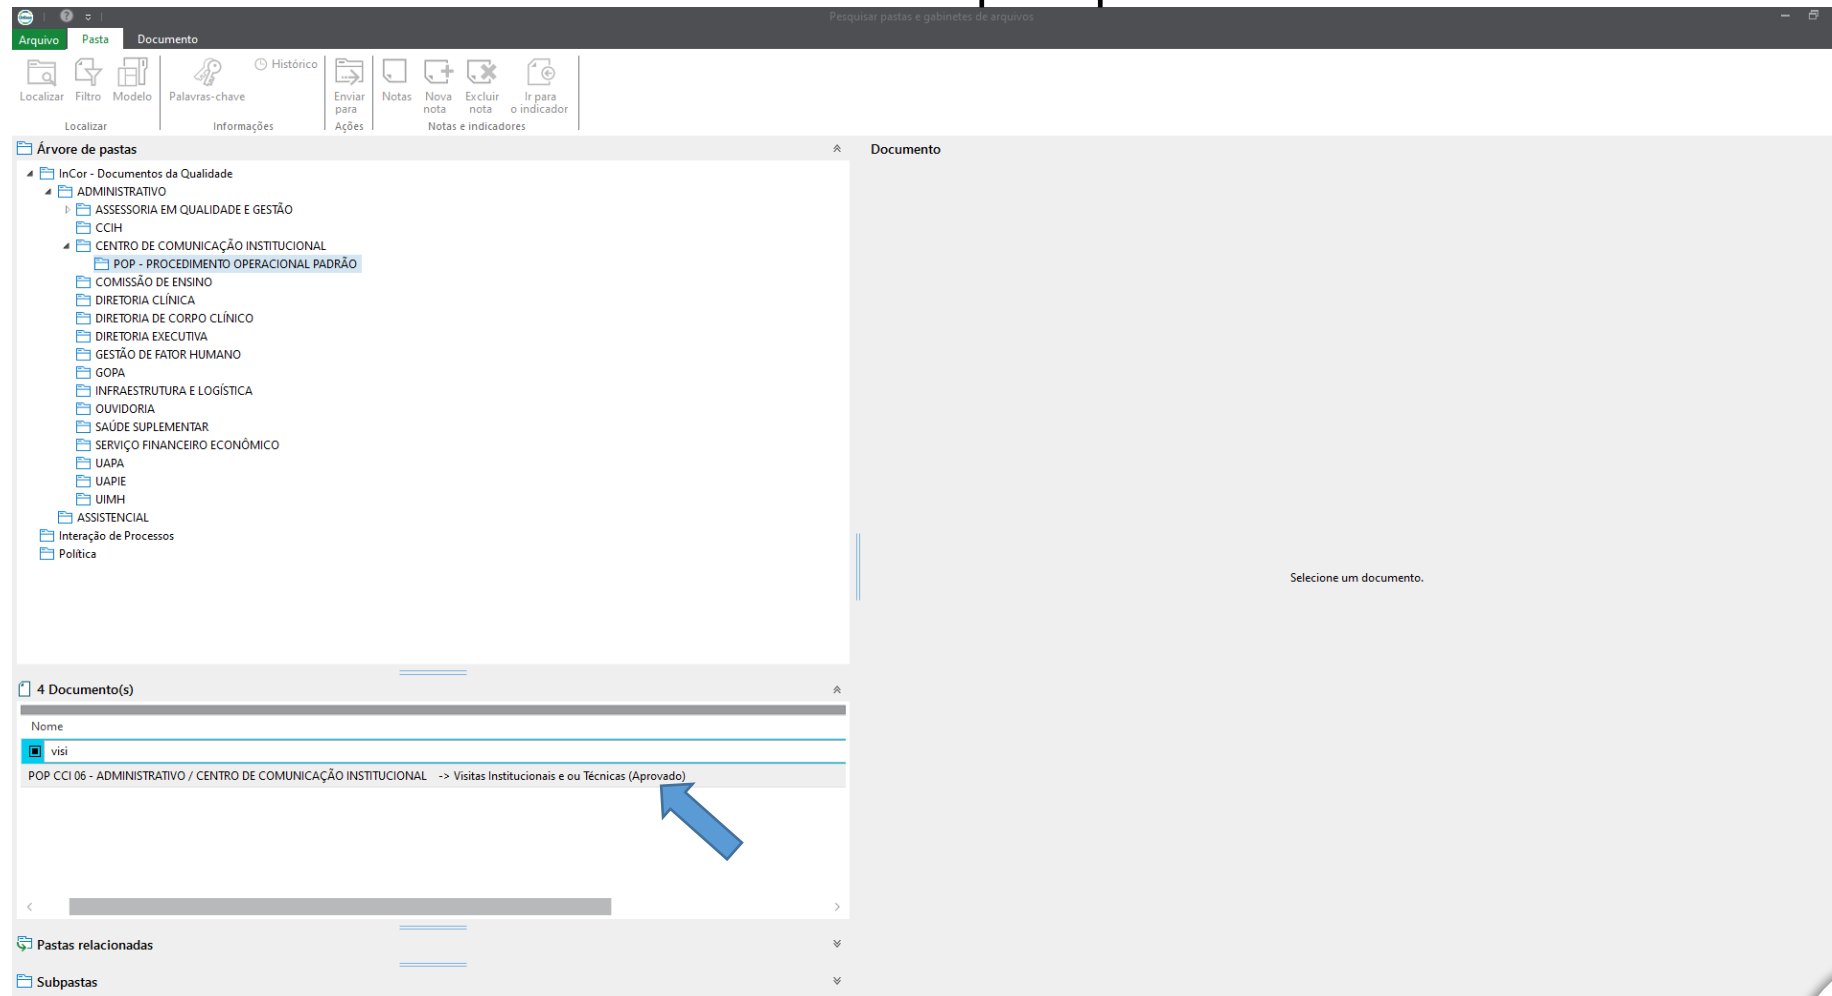 Pesquisar pastas e gabinetes de arquivos
Arquivo Pasta Documento
Localizar Filtro Modelo Palavras-chave Histórico Enviar para Notas Nova nota Excluir nota Ir para o indicador
Localizar Informações Ações Notas e indicadores
Árvore de pastas
InCor - Documentos da Qualidade
ADMINISTRATIVO
ASSESSORIA EM QUALIDADE E GESTÃO
CCIH
CENTRO DE COMUNICAÇÃO INSTITUCIONAL
POP - PROCEDIMENTO OPERACIONAL PADRÃO
COMISSÃO DE ENSINO
DIRETORIA CLÍNICA
DIRETORIA DE CORPO CLÍNICO
DIRETORIA EXECUTIVA
GESTÃO DE FATOR HUMANO
GOPA
INFRAESTRUTURA E LOGÍSTICA
OUVIDORIA
SAÚDE SUPLEMENTAR
SERVIÇO FINANCEIRO ECONÔMICO
UAPA
UAPIE
UIMH
ASSISTENCIAL
Interação de Processos
Política
4 Documento(s)
Nome
visi
POP CCI 06 - ADMINISTRATIVO / CENTRO DE COMUNICAÇÃO INSTITUCIONAL -> Visitas Institucionais e ou Técnicas (Aprovado)
Pastas relacionadas
Subpastas
Documento
Selecione um documento.